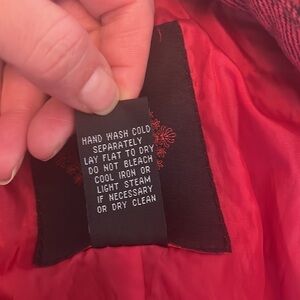 HAND WASH COLD
SEPARATELY
LAY FLAT TO DRY
DO NOT BLEACH
COOL IRON OR
LIGHT STEAM
IF NECESSARY
OR DRY CLEAN